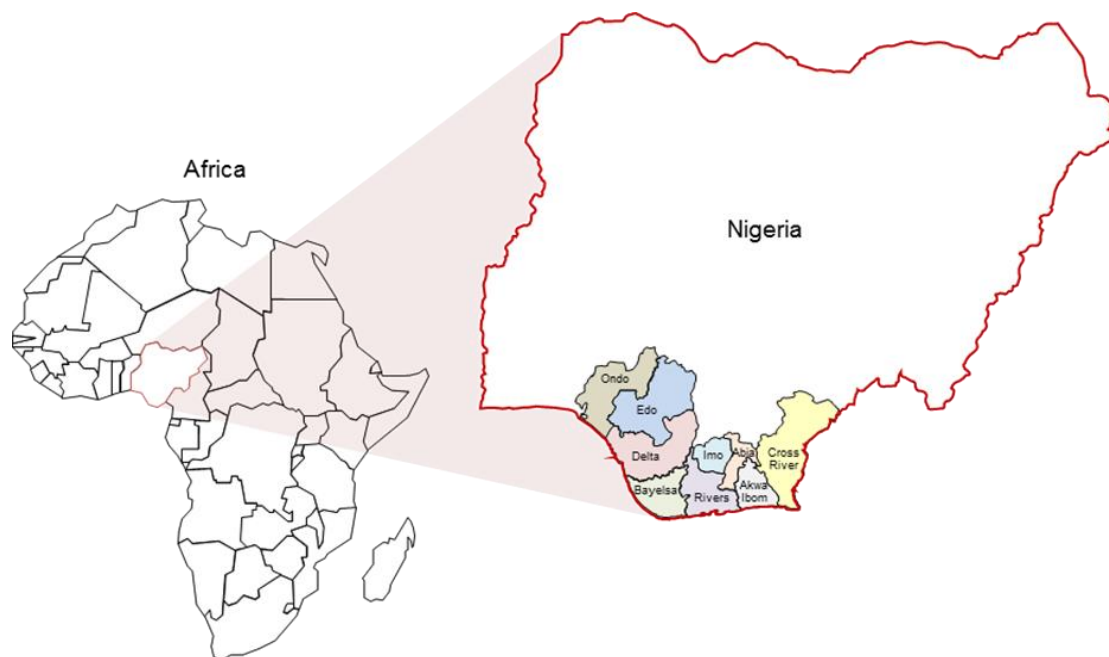 Africa
Nigeria
Ondo
Edo
Delta
Imo
Abia
Cross
River
Bayelsa
Rivers
Akwa
Ibom